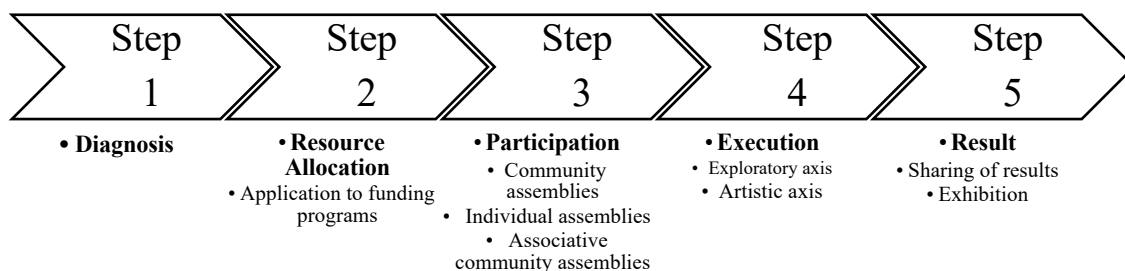 Step
1
Step
2
Step
3
Step
4
Step
5
• Diagnosis
• Resource
Allocation
• Application to funding
programs
• Participation
• Community
assemblies
• Individual assemblies
• Associative
community assemblies
• Execution
• Exploratory axis
• Artistic axis
• Result
• Sharing of results
• Exhibition